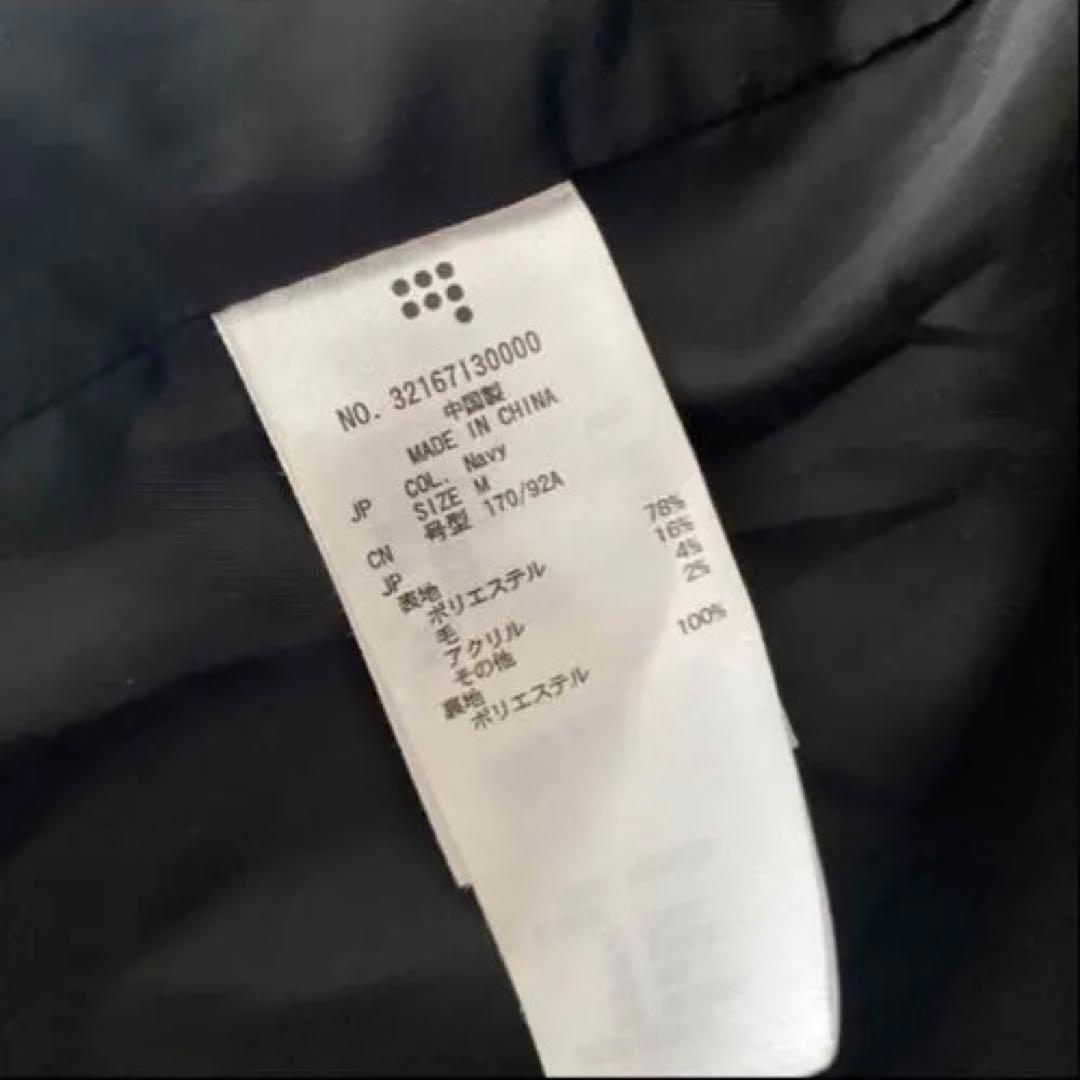 NO. 32167130000
中国製
MADE IN CHINA
COL. Navy
JP SIZE M
号型 170/92A
CN
JP
表地
ポリエステル 78%
毛 16%
アクリル 4%
その他 2%
裏地
ポリエステル 100%